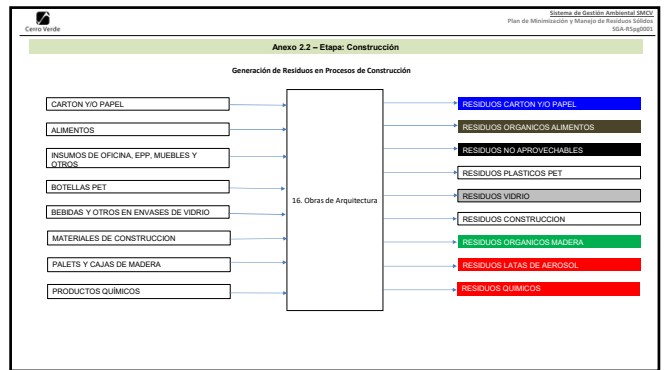 Cerro Verde
Sistema de Gestión Ambiental SMCV
Plan de Minimización y Manejo de Residuos Sólidos
SGA-RSpg0001
Anexo 2.2 – Etapa: Construcción
Generación de Residuos en Procesos de Construcción
CARTON Y/O PAPEL
ALIMENTOS
INSUMOS DE OFICINA, EPP, MUEBLES Y
OTROS
BOTELLAS PET
BEBIDAS Y OTROS EN ENVASES DE VIDRIO
MATERIALES DE CONSTRUCCION
PALETS Y CAJAS DE MADERA
PRODUCTOS QUÍMICOS
16. Obras de Arquitectura
RESIDUOS CARTON Y/O PAPEL
RESIDUOS ORGANICOS ALIMENTOS
RESIDUOS NO APROVECHABLES
RESIDUOS PLASTICOS PET
RESIDUOS VIDRIO
RESIDUOS CONSTRUCCION
RESIDUOS ORGANICOS MADERA
RESIDUOS LATAS DE AEROSOL
RESIDUOS QUIMICOS